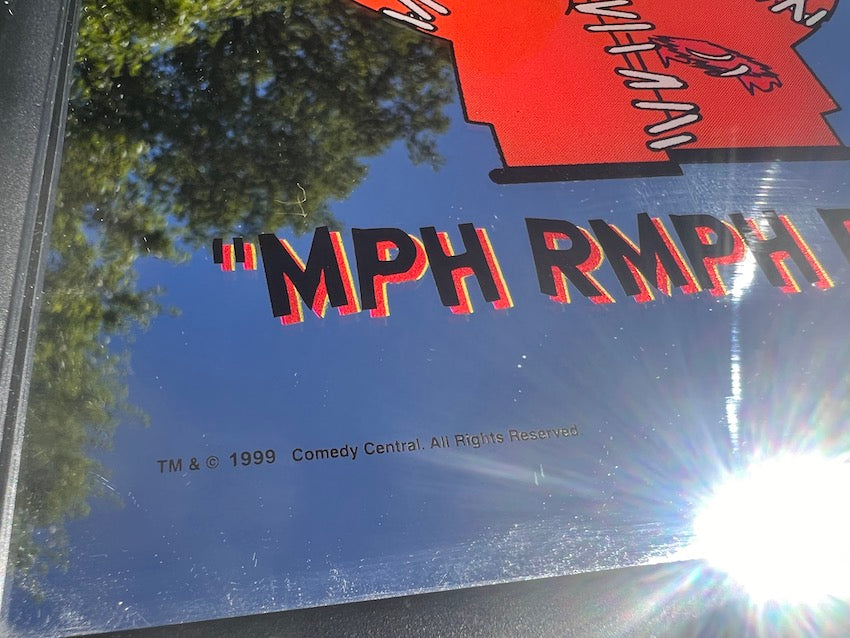 "MPH RMPH
TM & © 1999 Comedy Central. All Rights Reserved.